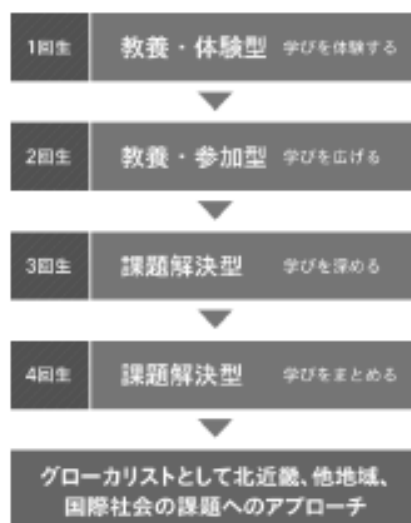 1回生 教養・体験型 学びを体験する
2回生 教養・参加型 学びを広げる
3回生 課題解決型 学びを深める
4回生 課題解決型 学びをまとめる
グローカリストとして北近畿、他地域、
国際社会の課題へのアプローチ